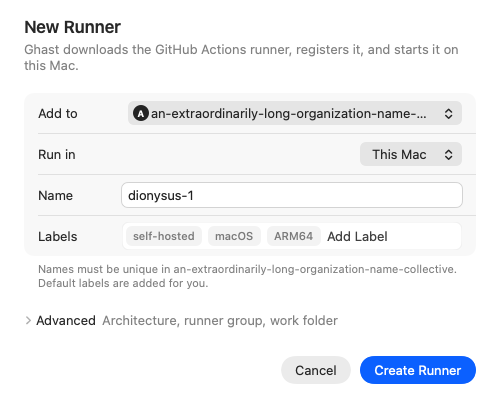 New Runner
Ghast downloads the GitHub Actions runner, registers it, and starts it on
this Mac.
Add to
A an-extraordinarily-long-organization-name-...
Run in
This Mac
Name
dionysus-1
Labels
self-hosted macOS ARM64 Add Label
Names must be unique in an-extraordinarily-long-organization-name-collective.
Default labels are added for you.
Advanced Architecture, runner group, work folder
Cancel
Create Runner